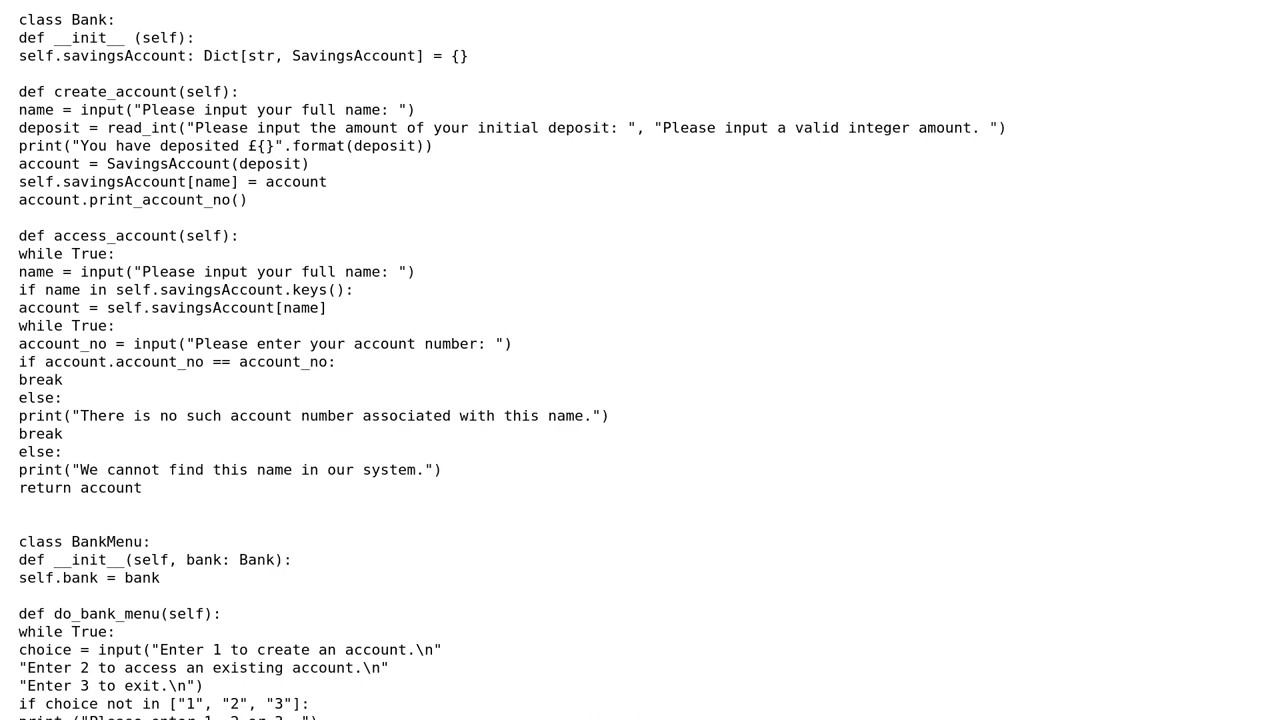 class Bank:
def __init__ (self):
self.savingsAccount: Dict[str, SavingsAccount] = {}
def create_account(self):
name = input("Please input your full name: ")
deposit = read_int("Please input the amount of your initial deposit: ", "Please input a valid integer amount. ")
print("You have deposited £{}".format(deposit))
account = SavingsAccount(deposit)
self.savingsAccount[name] = account
account.print_account_no()
def access_account(self):
while True:
name = input("Please input your full name: ")
if name in self.savingsAccount.keys():
account = self.savingsAccount[name]
while True:
account_no = input("Please enter your account number: ")
if account.account_no == account_no:
break
else:
print("There is no such account number associated with this name.")
break
else:
print("We cannot find this name in our system.")
return account
class BankMenu:
def __init__(self, bank: Bank):
self.bank = bank
def do_bank_menu(self):
while True:
choice = input("Enter 1 to create an account.\n"
"Enter 2 to access an existing account.\n"
"Enter 3 to exit.\n")
if choice not in ["1", "2", "3"]:
print ("Please enter 1, 2 or 3. ")